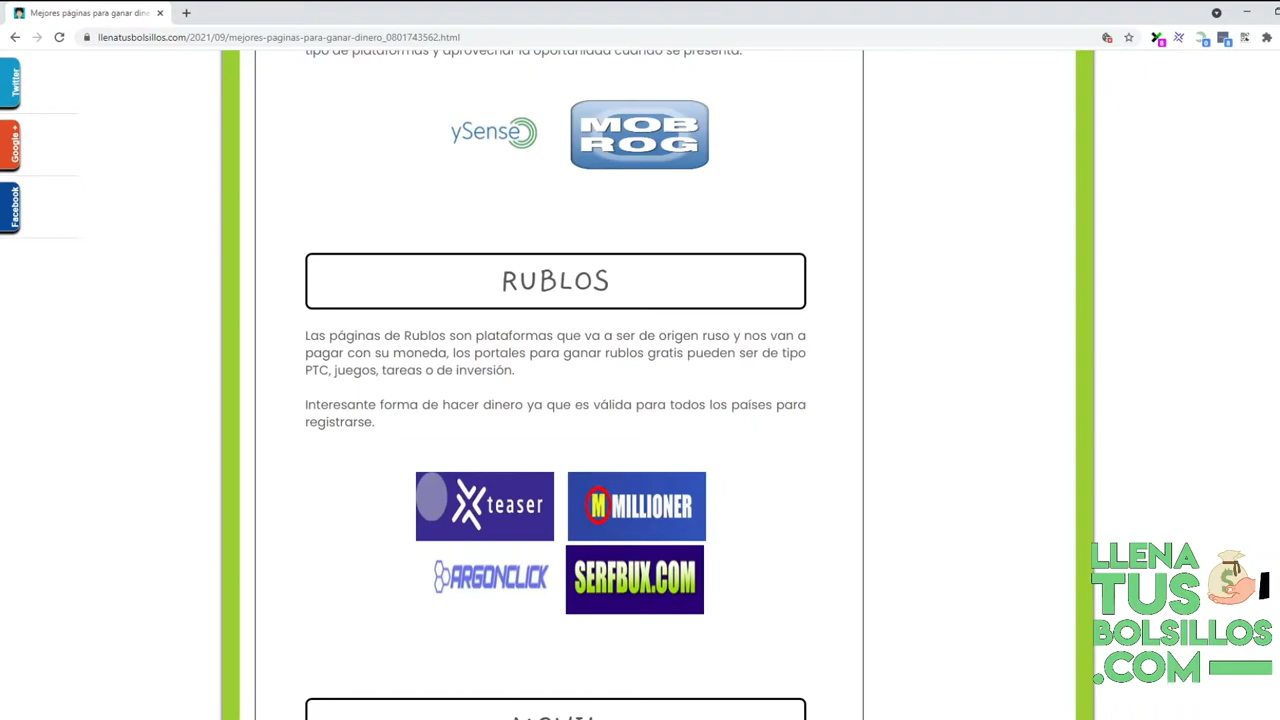 Mejores páginas para ganar dine
llenatusbolsillos.com/2021/09/mejores-paginas-para-ganar-dinero_0801743562.html
tipo de plataformas y aprovechar la oportunidad cuando se presenta.
Twitter
Google +
Facebook
ySense
MOB
ROG
RUBLOS
Las páginas de Rublos son plataformas que va a ser de origen ruso y nos van a
pagar con su moneda, los portales para ganar rublos gratis pueden ser de tipo
PTC, juegos, tareas o de inversión.
Interesante forma de hacer dinero ya que es válida para todos los países para
registrarse.
X teaser
M MILLIONER
ARGONCLICK
SERFBUX.COM
LLENA
TUS
BOLSILLOS
.COM